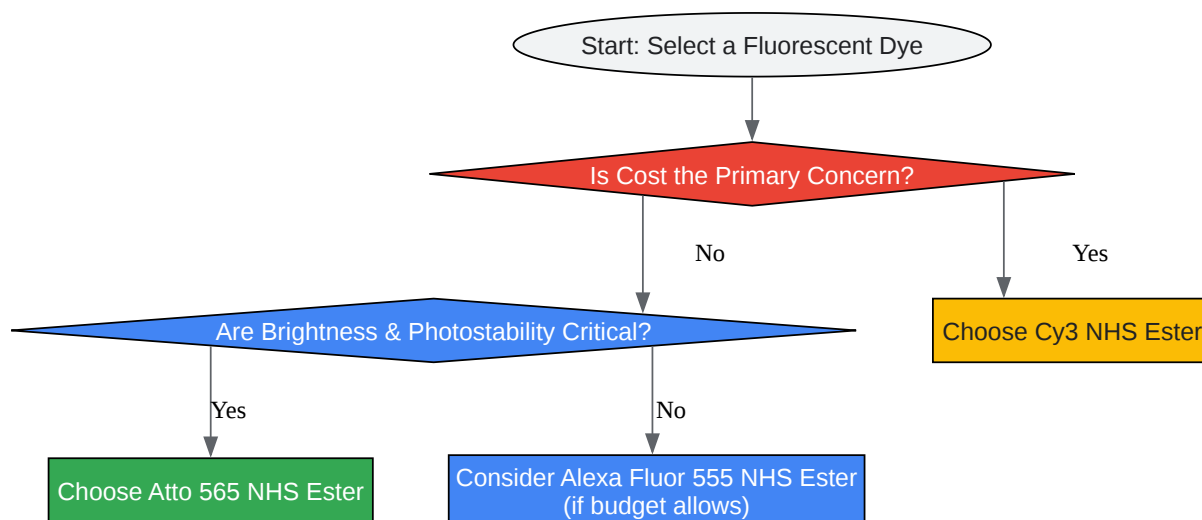 Start: Select a Fluorescent Dye
Is Cost the Primary Concern?
No
Yes
Are Brightness & Photostability Critical?
Choose Cy3 NHS Ester
Yes
No
Choose Atto 565 NHS Ester
Consider Alexa Fluor 555 NHS Ester
(if budget allows)